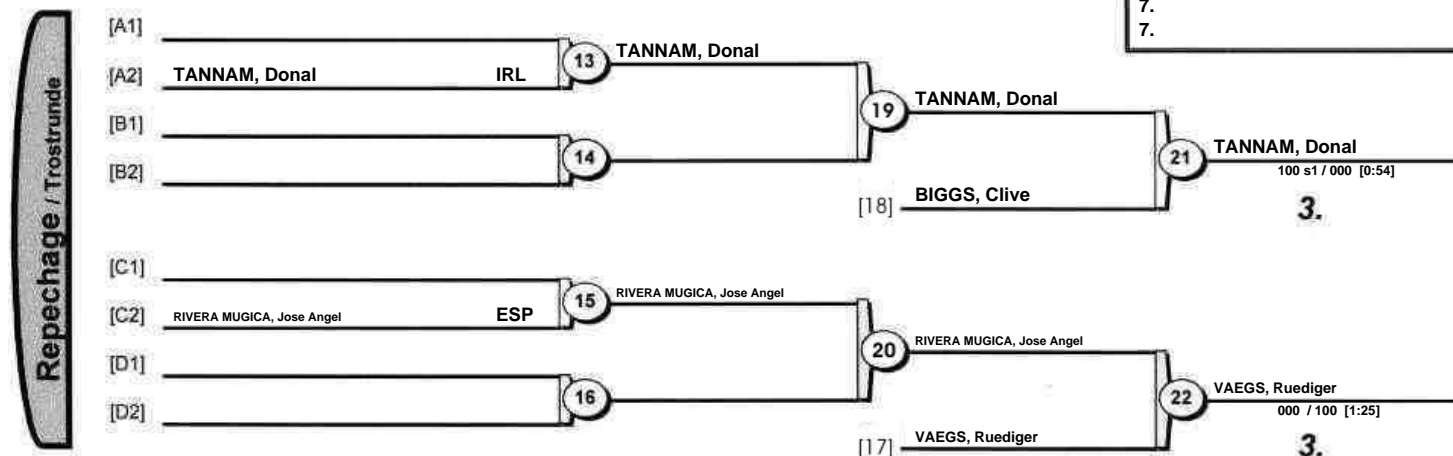 7.
7.
Repechage / Trostrunde
[A1]
13 TANNAM, Donal
[A2] TANNAM, Donal IRL
19 TANNAM, Donal
[B1]
14
21 TANNAM, Donal
100 s1 / 000 [0:54]
[B2]
[18] BIGGS, Clive
3.
[C1]
15 RIVERA MUGICA, Jose Angel
[C2] RIVERA MUGICA, Jose Angel ESP
20 RIVERA MUGICA, Jose Angel
[D1]
16
22 VAEGS, Ruediger
000 / 100 [1:25]
[D2]
[17] VAEGS, Ruediger
3.